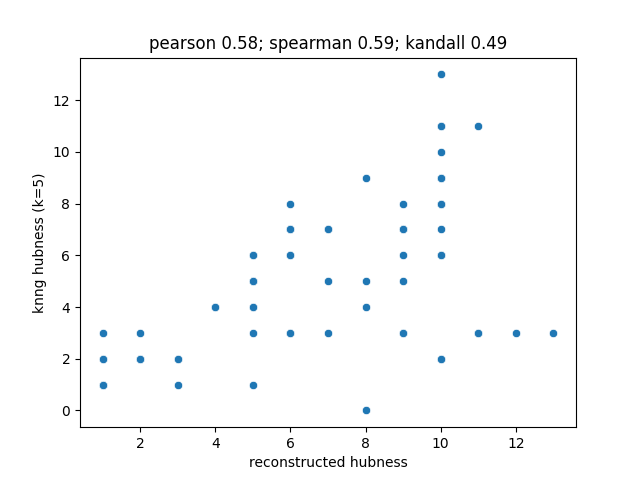 pearson 0.58; spearman 0.59; kandall 0.49
12
10
8
6
4
2
0
knng hubness (k=5)
2 4 6 8 10 12
reconstructed hubness